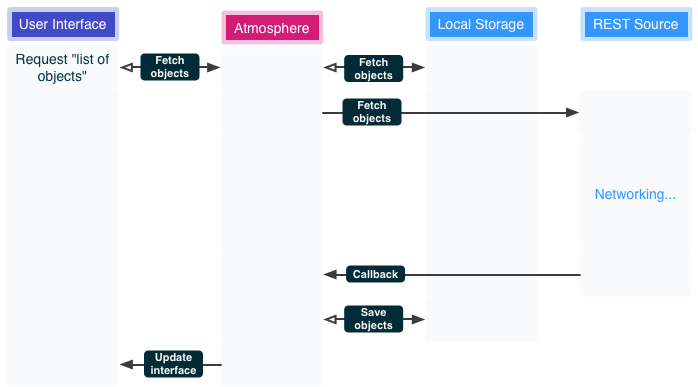 User Interface
Atmosphere
Local Storage
REST Source
Request "list of
objects"
Fetch
objects
Fetch
objects
Fetch
objects
Networking...
Callback
Save
objects
Update
interface